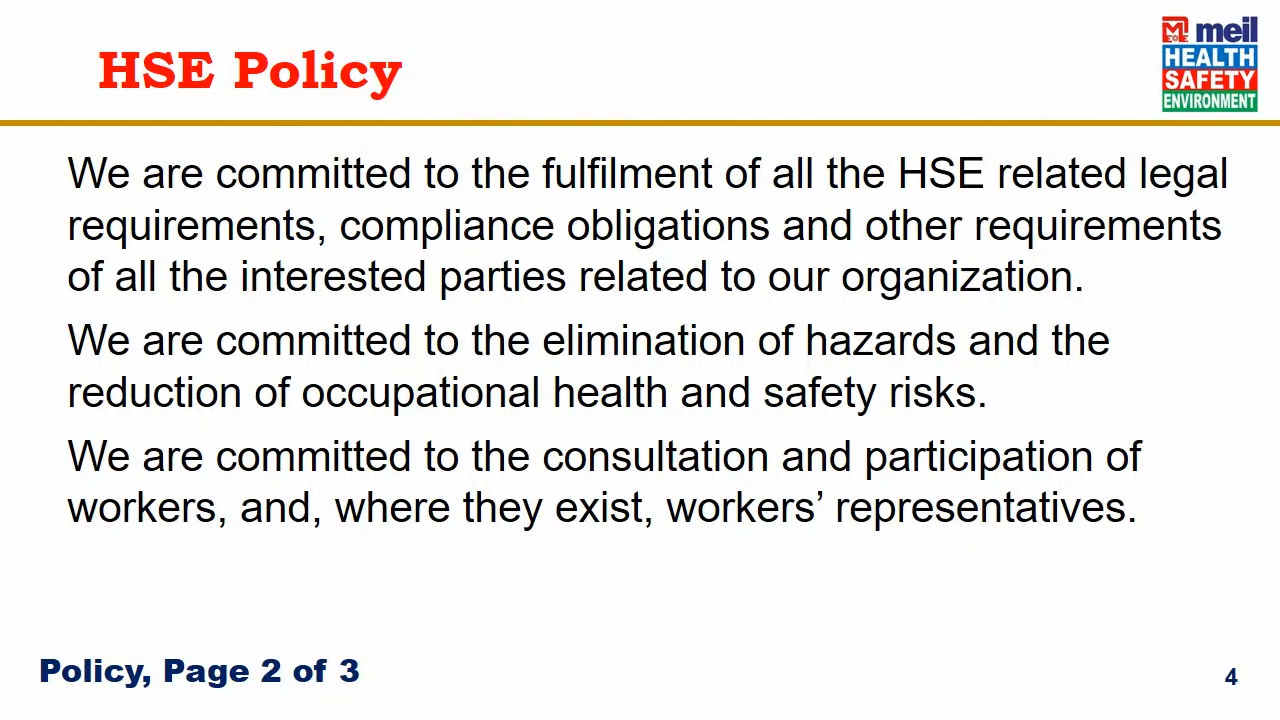 HSE Policy
meil
HEALTH
SAFETY
ENVIRONMENT
We are committed to the fulfilment of all the HSE related legal
requirements, compliance obligations and other requirements
of all the interested parties related to our organization.
We are committed to the elimination of hazards and the
reduction of occupational health and safety risks.
We are committed to the consultation and participation of
workers, and, where they exist, workers’ representatives.
Policy, Page 2 of 3
4